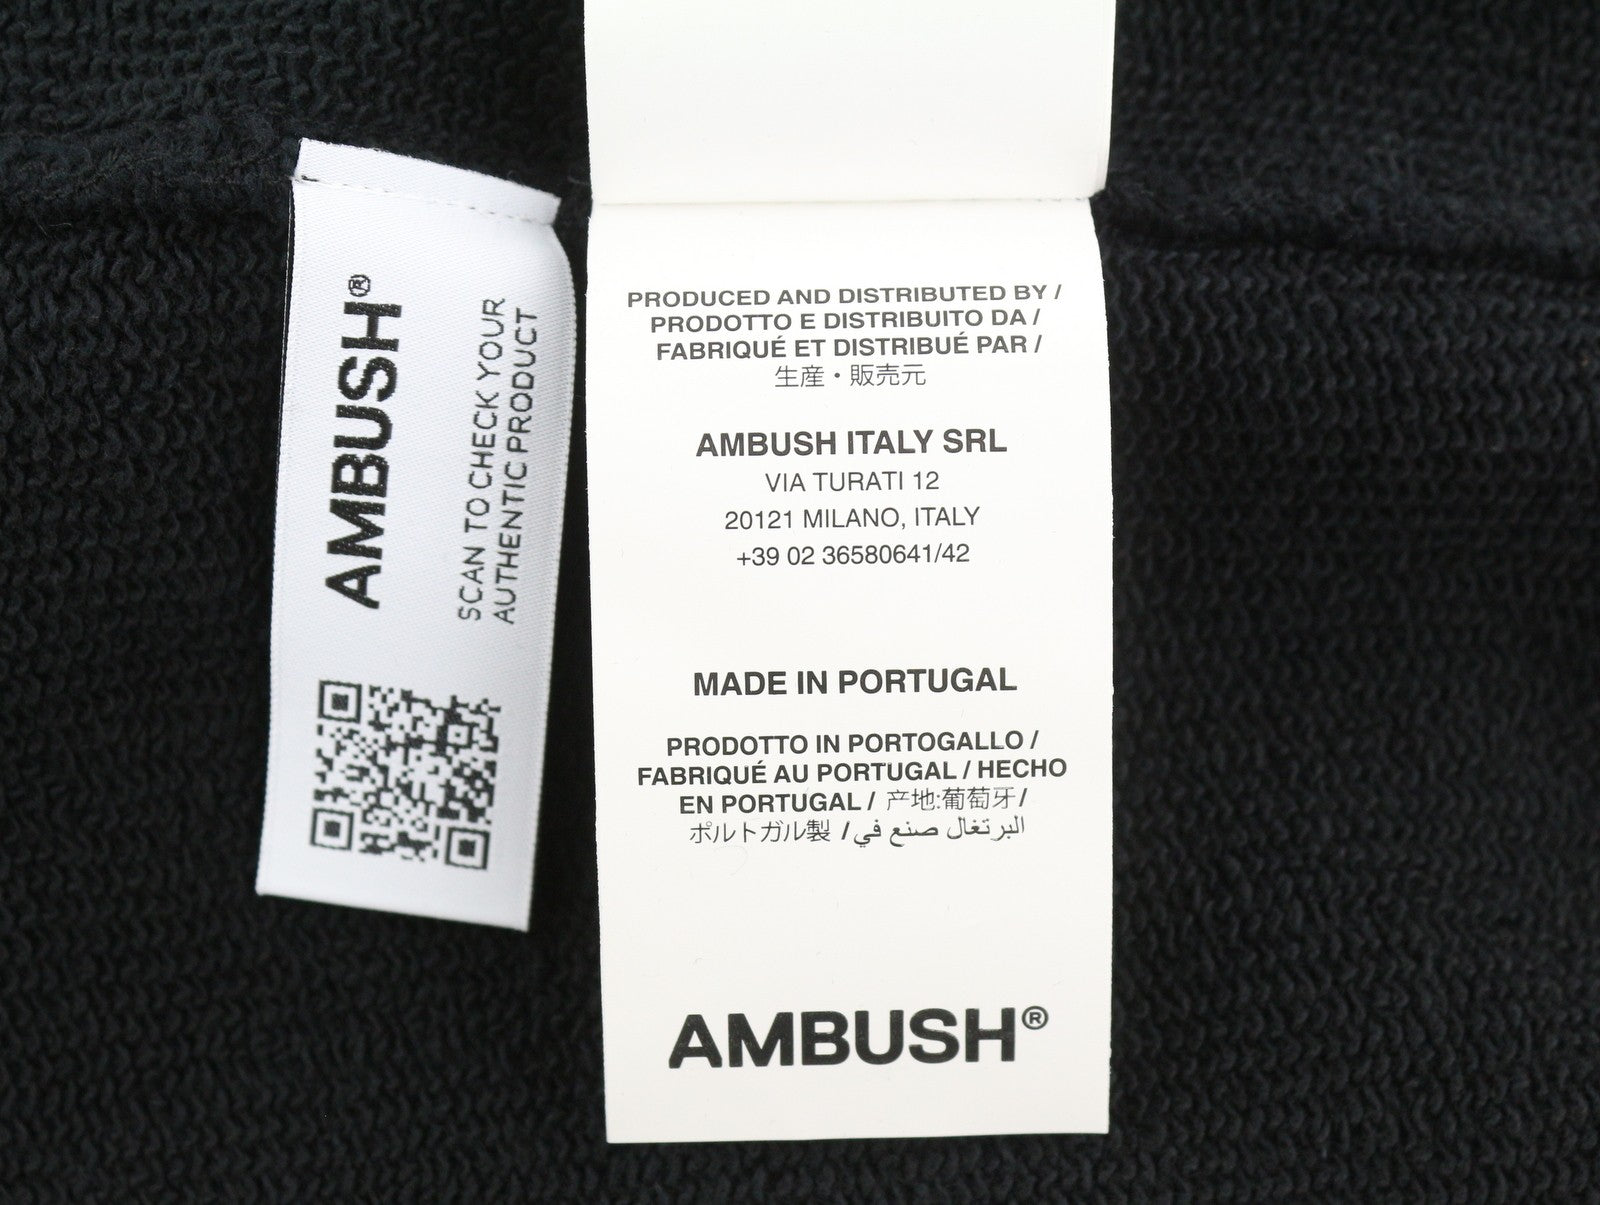 AMBUSH®
SCAN TO CHECK YOUR
AUTHENTIC PRODUCT
PRODUCED AND DISTRIBUTED BY /
PRODOTTO E DISTRIBUITO DA /
FABRIQUÉ ET DISTRIBUÉ PAR /
生産・販売元
AMBUSH ITALY SRL
VIA TURATI 12
20121 MILANO, ITALY
+39 02 36580641/42
MADE IN PORTUGAL
PRODOTTO IN PORTOGALLO /
FABRIQUÉ AU PORTUGAL / HECHO
EN PORTUGAL / 产地:葡萄牙/
ポルトガル製 / البرتغال صنع في
AMBUSH®